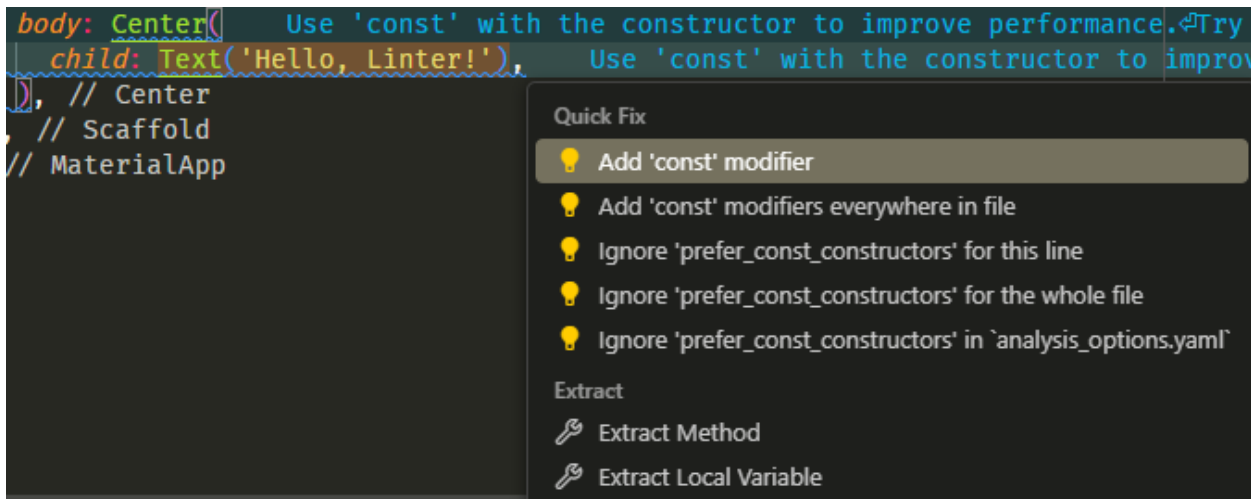 body: Center(    Use 'const' with the constructor to improve performance.⏎Try
child: Text('Hello, Linter!'),    Use 'const' with the constructor to improv
), // Center
, // Scaffold
// MaterialApp
Quick Fix
Add 'const' modifier
Add 'const' modifiers everywhere in file
Ignore 'prefer_const_constructors' for this line
Ignore 'prefer_const_constructors' for the whole file
Ignore 'prefer_const_constructors' in `analysis_options.yaml`
Extract
Extract Method
Extract Local Variable